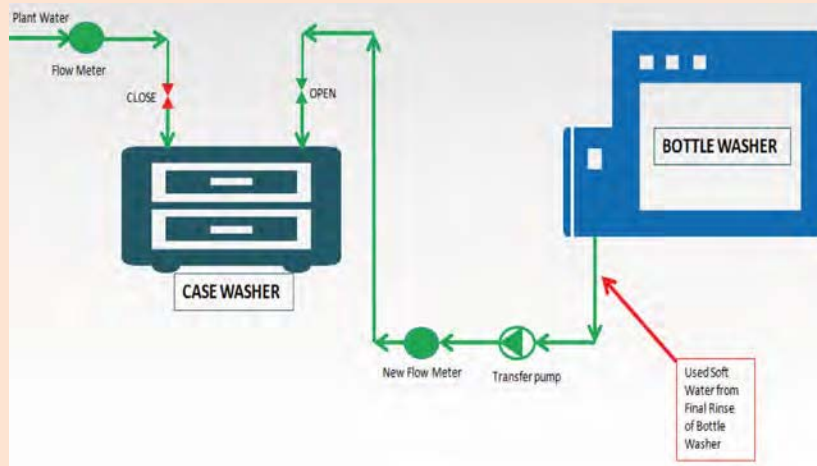 Plant Water
Flow Meter
CLOSE
OPEN
BOTTLE WASHER
CASE WASHER
New Flow Meter
Transfer pump
Used Soft
Water from
Final Rinse
of Bottle
Washer